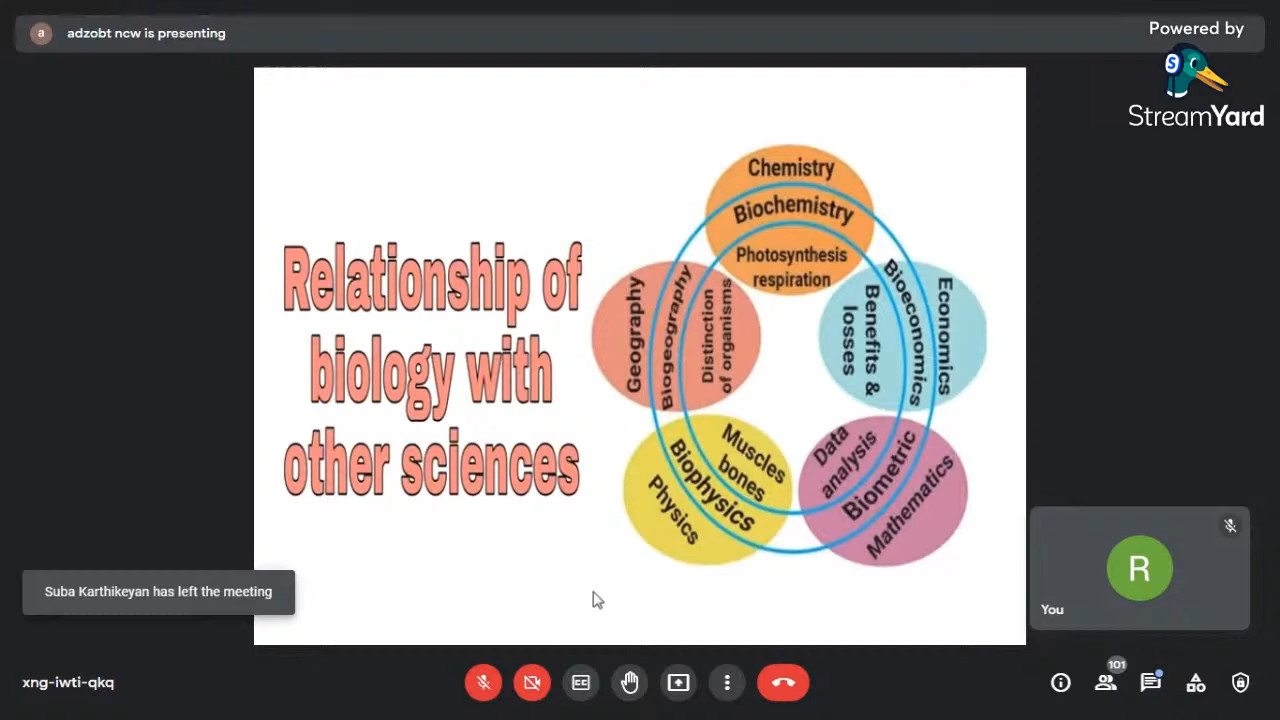 a
adzobt ncw is presenting
Powered by
S
StreamYard
Relationship of
biology with
other sciences
Chemistry
Biochemistry
Photosynthesis
respiration
Geography
Biogeography
Distinction
of organisms
Benefits &
losses
Bioeconomics
Economics
Muscles
bones
Biophysics
Physics
Data
analysis
Biometric
Mathematics
Suba Karthikeyan has left the meeting
R
You
xng-iwti-qkq
CC
101